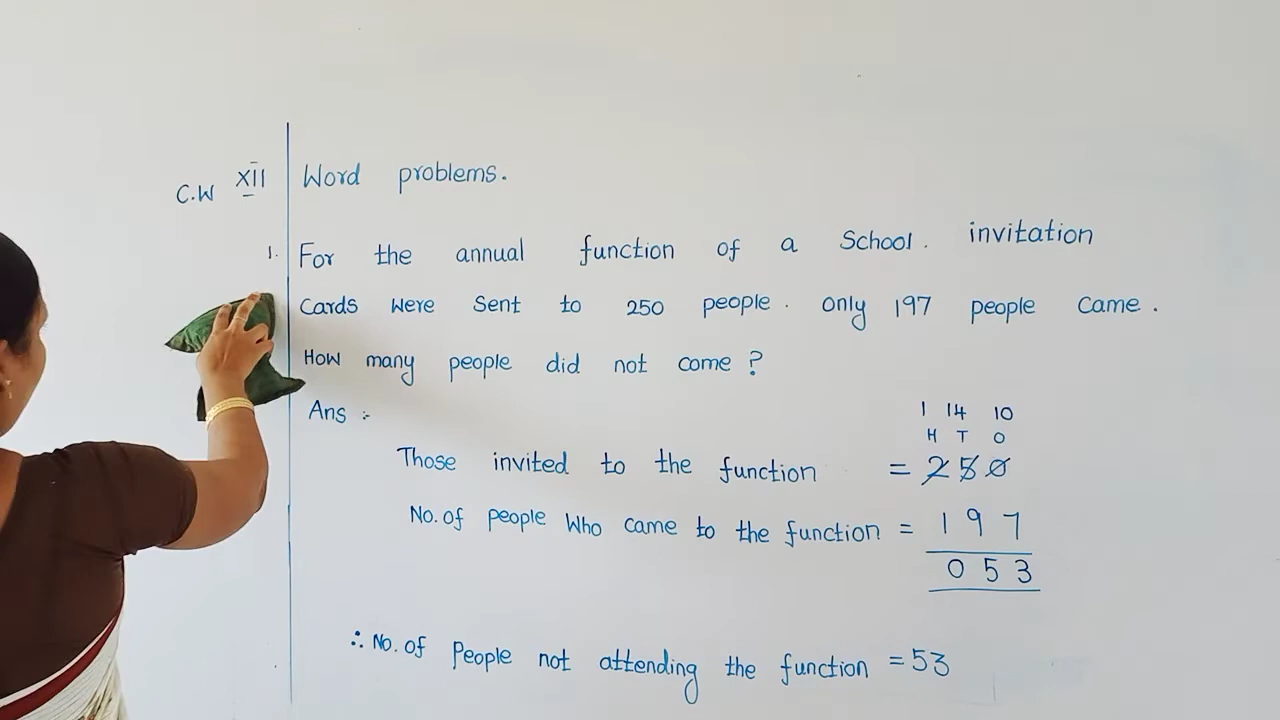 C.W XII Word problems.
1. For the annual function of a School. invitation
Cards were Sent to 250 people. Only 197 people Came.
How many people did not come?
Ans :-
1 14 10
H T O
Those invited to the function = 250
No. of people Who came to the function = 197
053
∴ No. of People not attending the function = 53